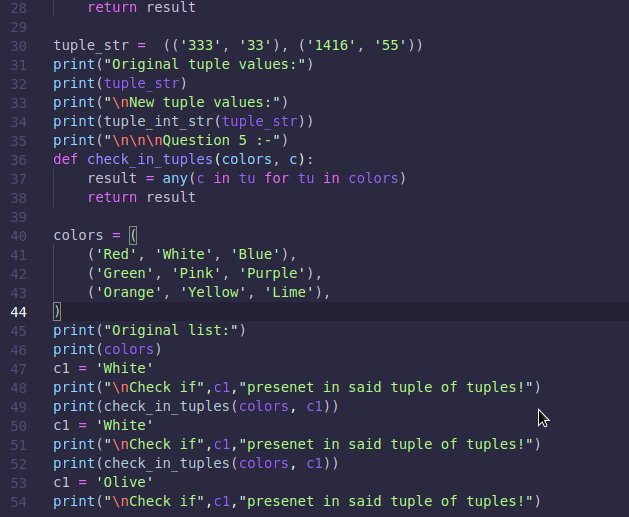 28     return result
29
30 tuple_str =  (('333', '33'), ('1416', '55'))
31 print("Original tuple values:")
32 print(tuple_str)
33 print("\nNew tuple values:")
34 print(tuple_int_str(tuple_str))
35 print("\n\n\nQuestion 5 :-")
36 def check_in_tuples(colors, c):
37     result = any(c in tu for tu in colors)
38     return result
39
40 colors = (
41     ('Red', 'White', 'Blue'),
42     ('Green', 'Pink', 'Purple'),
43     ('Orange', 'Yellow', 'Lime'),
44 )
45 print("Original list:")
46 print(colors)
47 c1 = 'White'
48 print("\nCheck if",c1,"presenet in said tuple of tuples!")
49 print(check_in_tuples(colors, c1))
50 c1 = 'White'
51 print("\nCheck if",c1,"presenet in said tuple of tuples!")
52 print(check_in_tuples(colors, c1))
53 c1 = 'Olive'
54 print("\nCheck if",c1,"presenet in said tuple of tuples!")